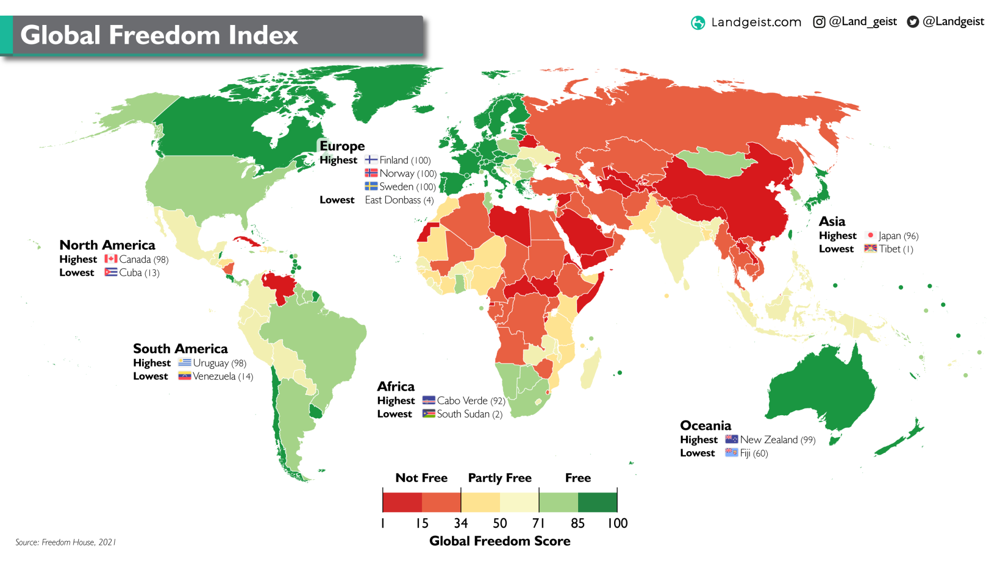 Global Freedom Index
Landgeist.com @Land_geist @Landgeist
Europe
Highest Finland (100)
Norway (100)
Sweden (100)
Lowest East Donbass (4)
North America
Highest Canada (98)
Lowest Cuba (13)
Asia
Highest Japan (96)
Lowest Tibet (1)
South America
Highest Uruguay (98)
Lowest Venezuela (14)
Africa
Highest Cabo Verde (92)
Lowest South Sudan (2)
Oceania
Highest New Zealand (99)
Lowest Fiji (60)
Not Free Partly Free Free
1 15 34 50 71 85 100
Global Freedom Score
Source: Freedom House, 2021